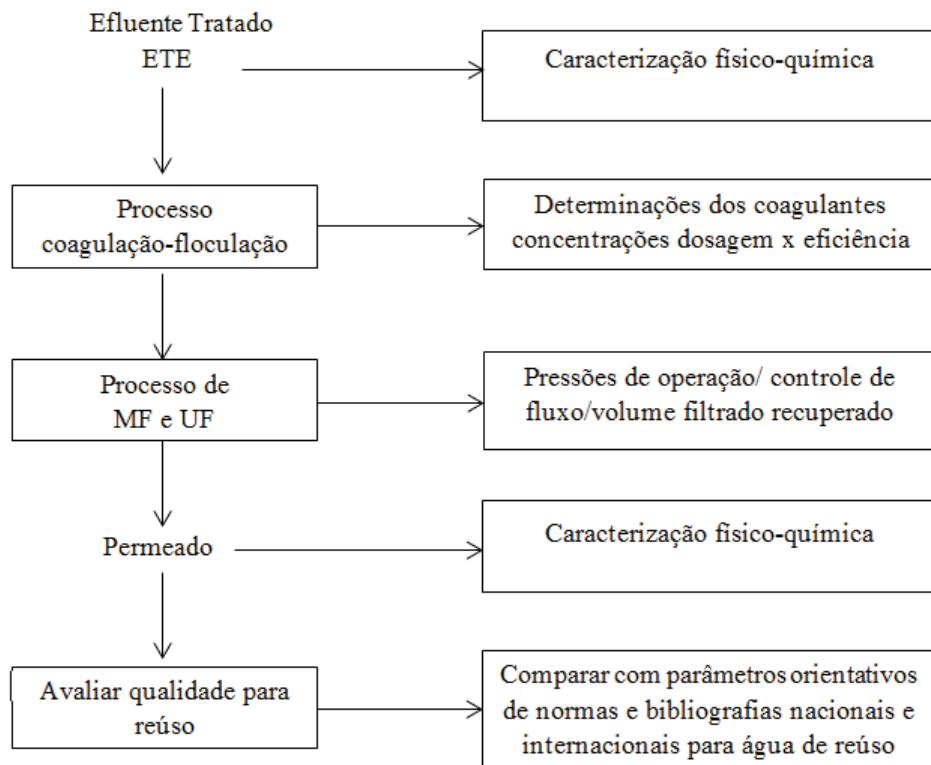 Efluente Tratado
ETE
Caracterização físico-química
Processo
coagulação-floculação
Determinações dos coagulantes
concentrações dosagem x eficiência
Processo de
MF e UF
Pressões de operação/ controle de
fluxo/volume filtrado recuperado
Permeado
Caracterização físico-química
Avaliar qualidade para
reúso
Comparar com parâmetros orientativos
de normas e bibliografias nacionais e
internacionais para água de reúso